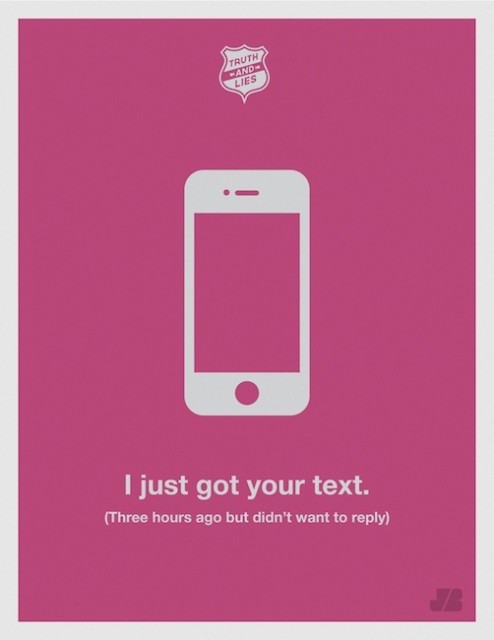 TRUTH
AND
LIES
I just got your text.
(Three hours ago but didn't want to reply)
JB